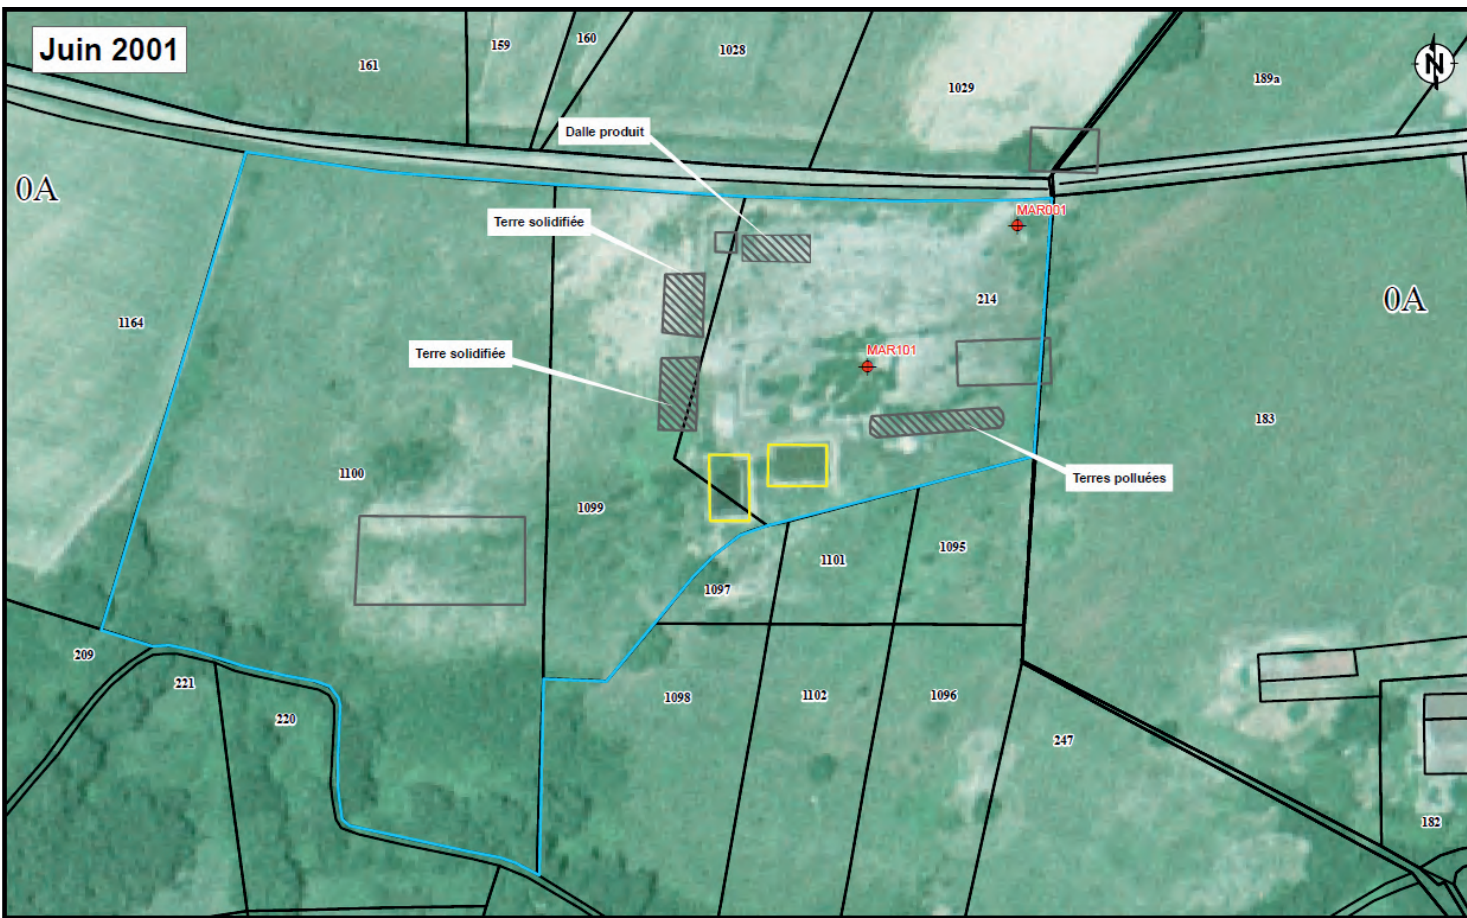 Juin 2001
159
160
1028
161
1029
189a
N
Dalle produit
0A
MAR001
Terre solidifiée
214
0A
1164
Terre solidifiée
MAR101
183
1100
Terres polluées
1099
1101
1095
1097
209
221
1098
1102
1096
220
247
182